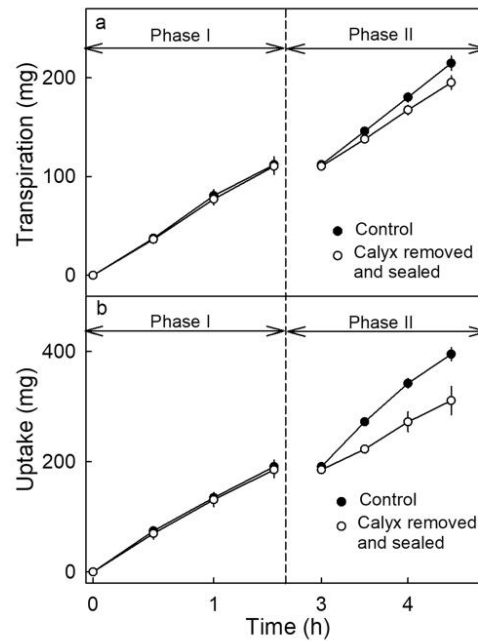 a
Phase I
Phase II
Transpiration (mg)
200
100
0
Control
Calyx removed
and sealed
b
Phase I
Phase II
Uptake (mg)
400
200
0
Control
Calyx removed
and sealed
0
1
3
4
Time (h)